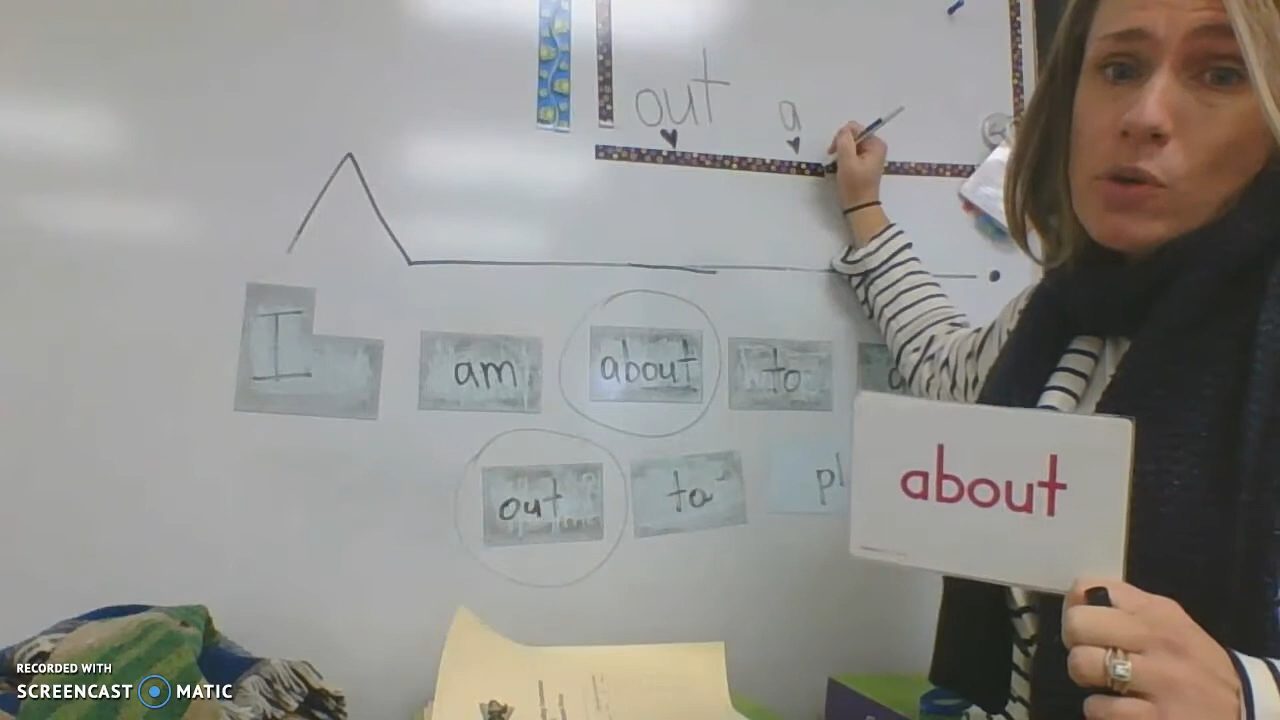 out a
I am about to
out to pl
about
RECORDED WITH
SCREENCAST MATIC